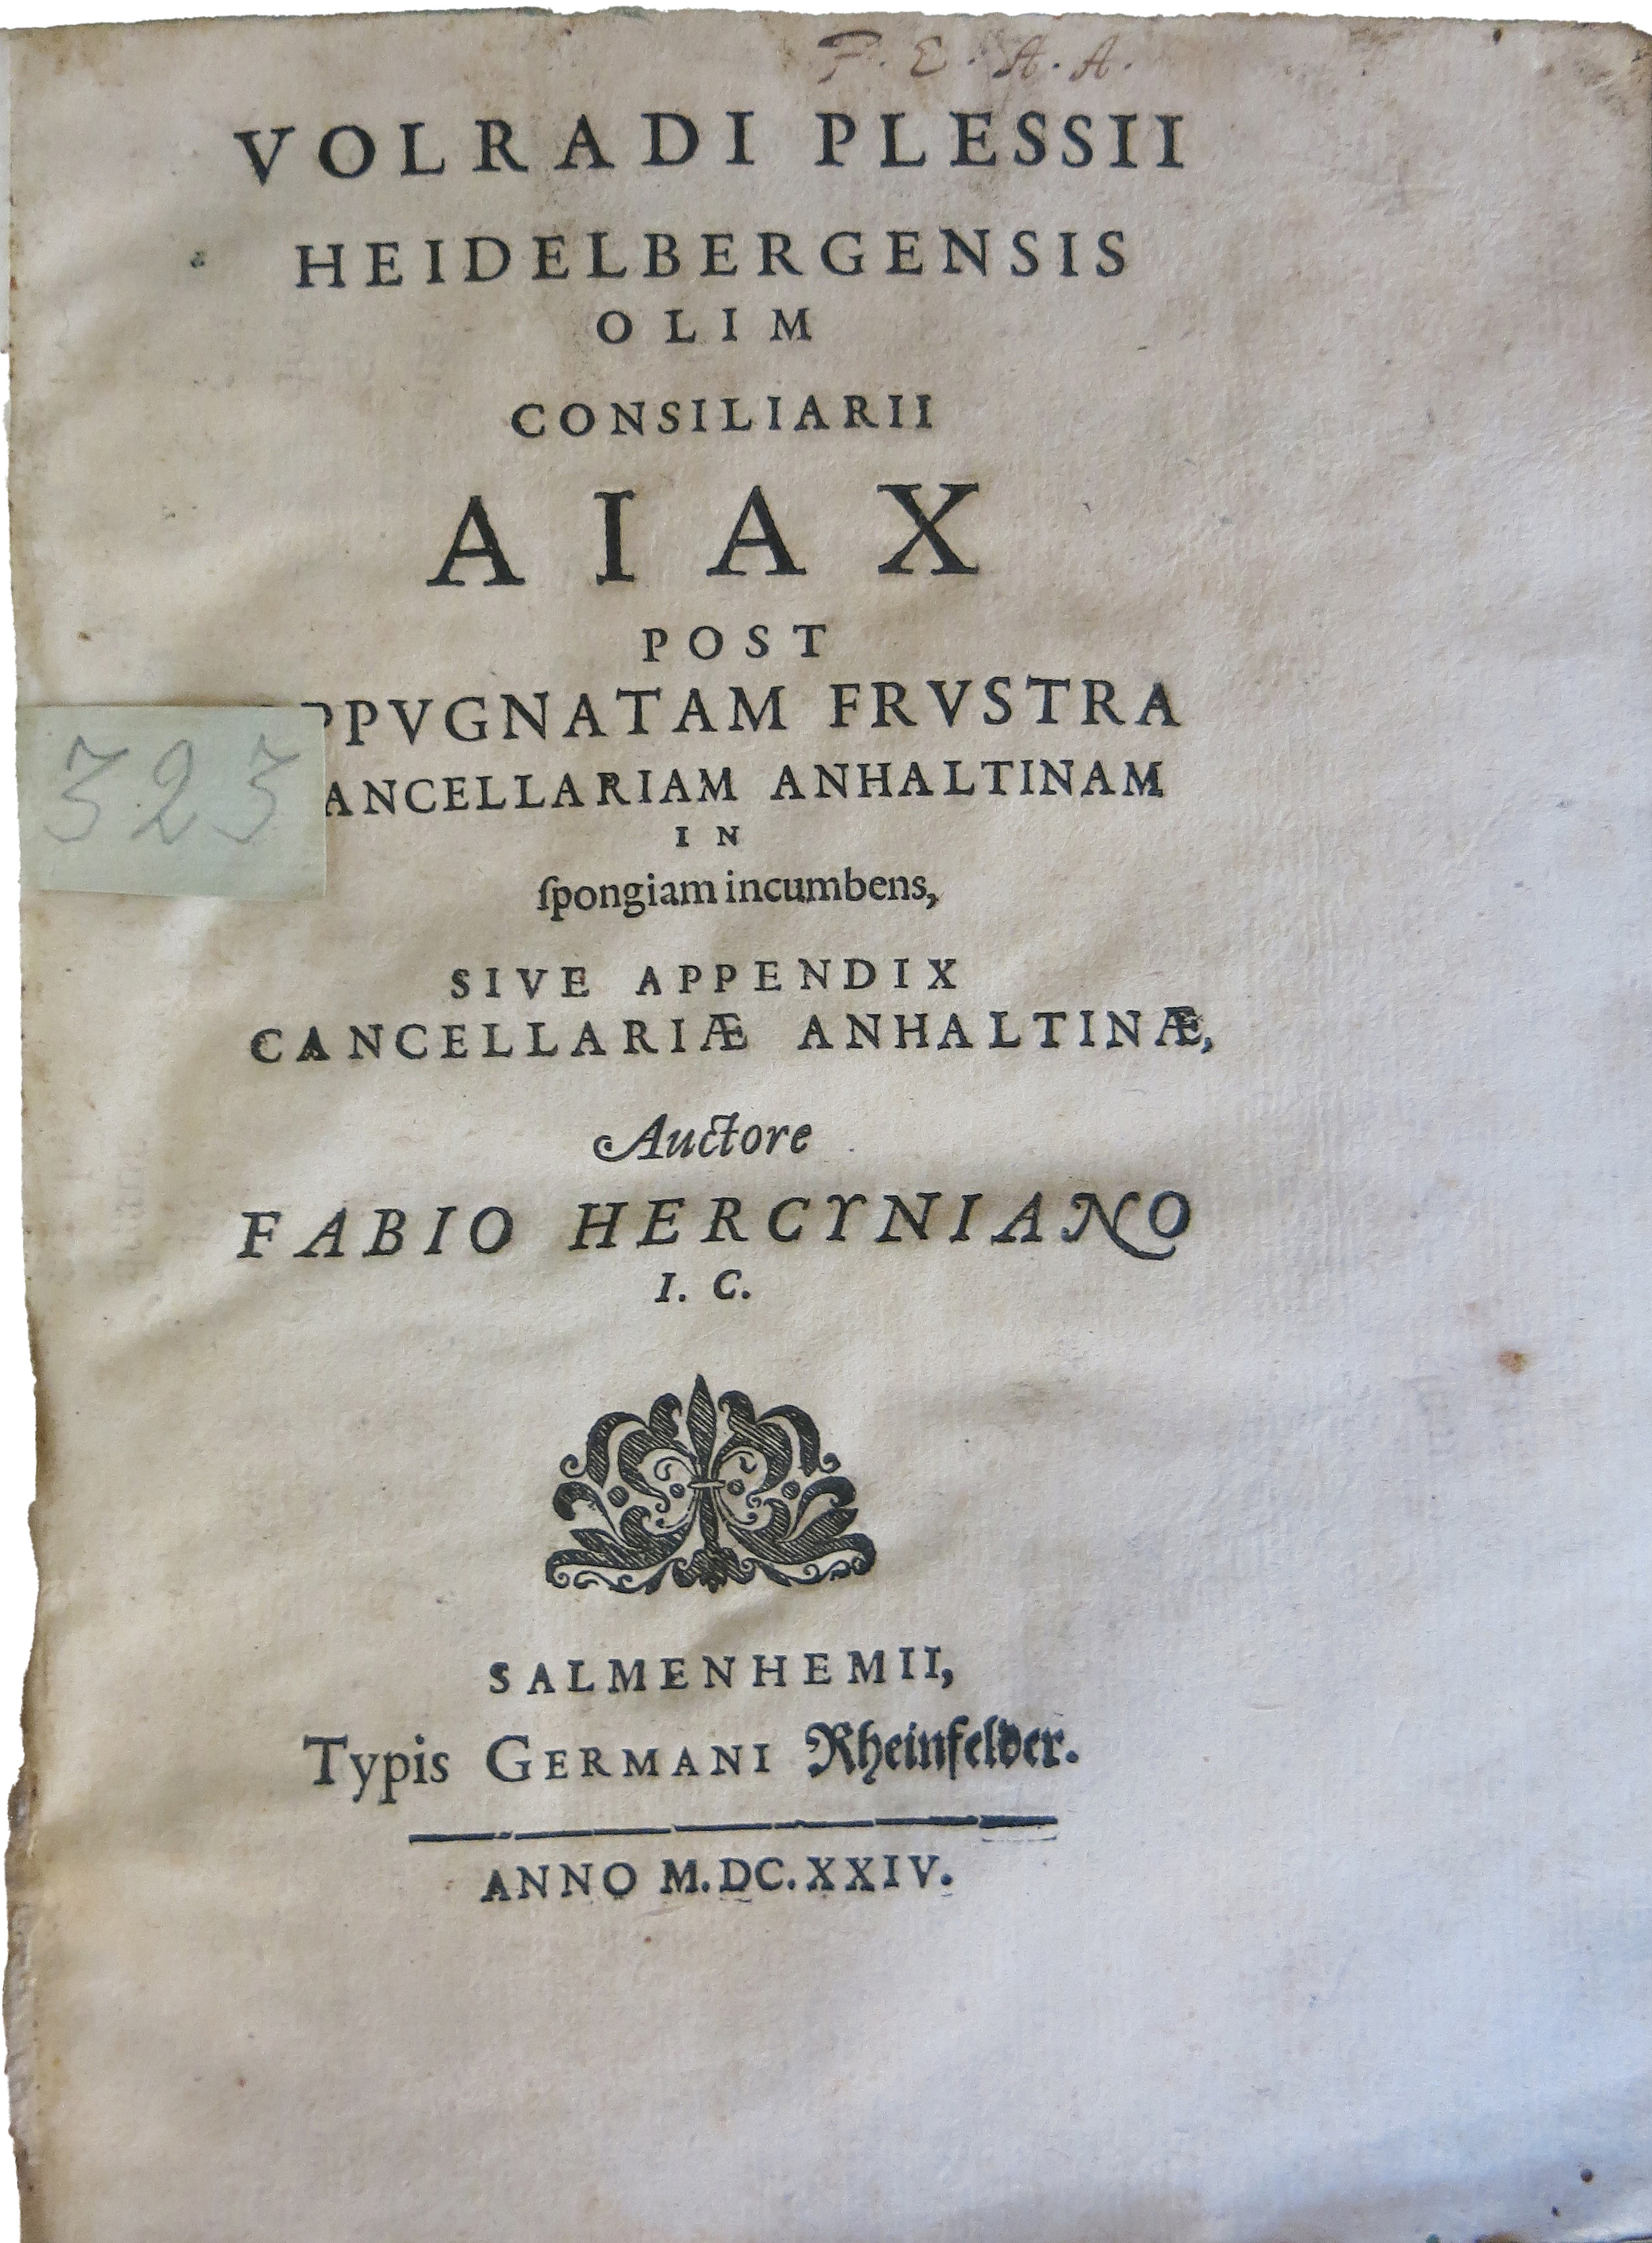 P. E. A. A.
VOLRADI PLESSII
HEIDELBERGENSIS
OLIM
CONSILIARII
AIAX
POST
PPVGNATAM FRVSTRA
323
ANCELLARIAM ANHALTINAM
IN
ſpongiam incumbens,
SIVE APPENDIX
CANCELLARIÆ ANHALTINÆ,
Auctore
FABIO HERCYNIANO
I. C.
SALMENHEMII,
Typis GERMANI Rheinfelder.
ANNO M.DC.XXIV.